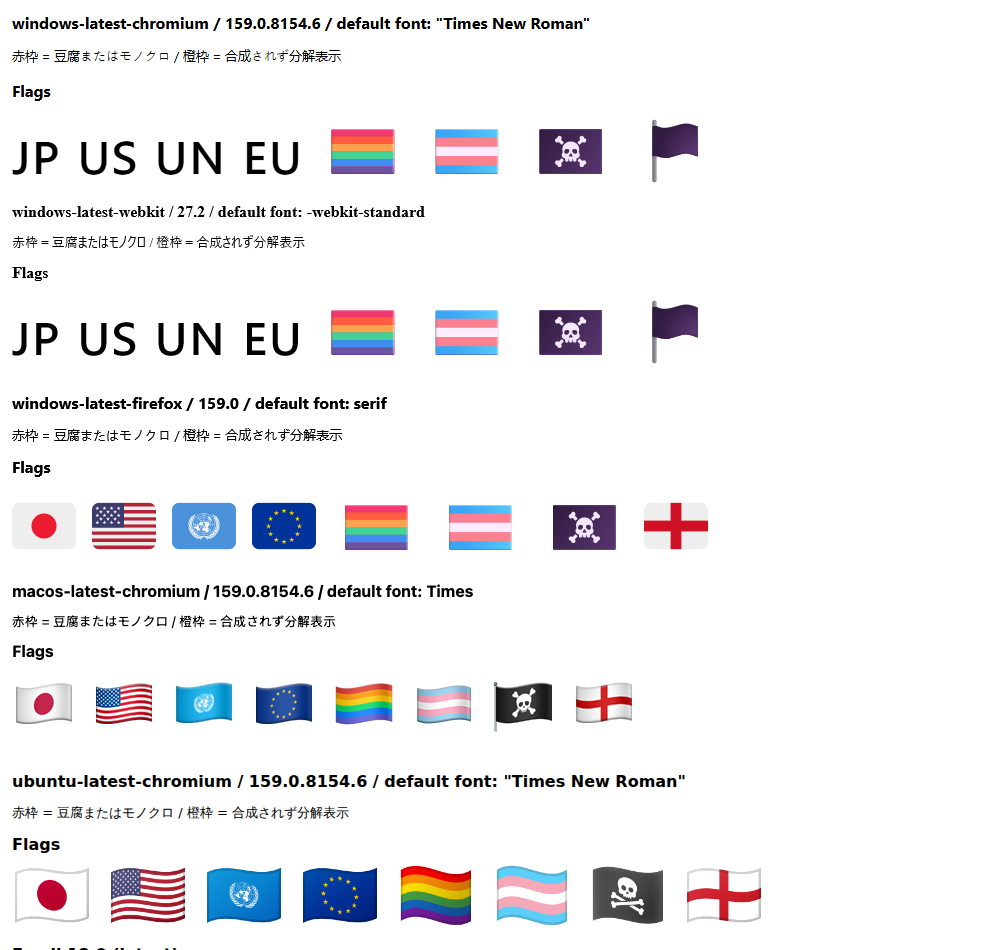 windows-latest-chromium / 159.0.8154.6 / default font: "Times New Roman"
赤枠 = 豆腐またはモノクロ / 橙枠 = 合成されず分解表示
Flags
JP US UN EU
windows-latest-webkit / 27.2 / default font: -webkit-standard
赤枠 = 豆腐またはモノクロ / 橙枠 = 合成されず分解表示
Flags
JP US UN EU
windows-latest-firefox / 159.0 / default font: serif
赤枠 = 豆腐またはモノクロ / 橙枠 = 合成されず分解表示
Flags
macos-latest-chromium / 159.0.8154.6 / default font: Times
赤枠 = 豆腐またはモノクロ / 橙枠 = 合成されず分解表示
Flags
ubuntu-latest-chromium / 159.0.8154.6 / default font: "Times New Roman"
赤枠 = 豆腐またはモノクロ / 橙枠 = 合成されず分解表示
Flags